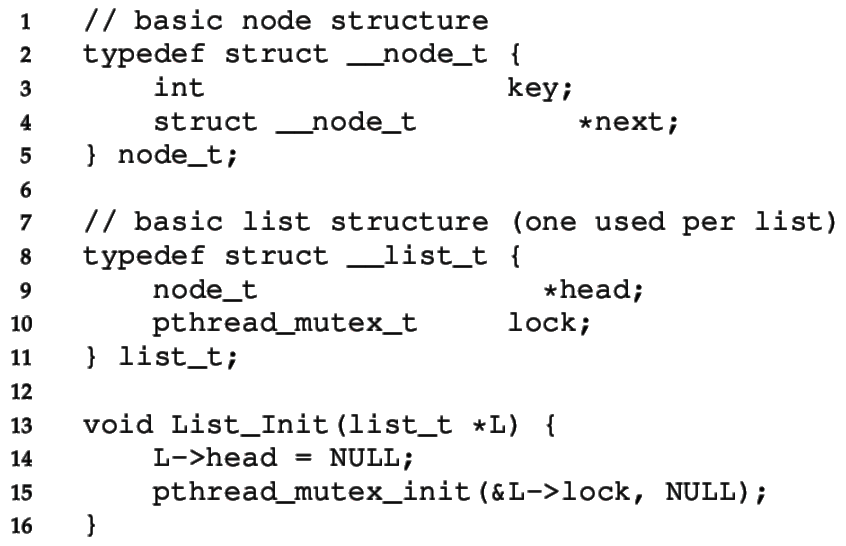 1 // basic node structure
2 typedef struct __node_t {
3 int key;
4 struct __node_t *next;
5 } node_t;
6
7 // basic list structure (one used per list)
8 typedef struct __list_t {
9 node_t *head;
10 pthread_mutex_t lock;
11 } list_t;
12
13 void List_Init(list_t *L) {
14 L->head = NULL;
15 pthread_mutex_init(&L->lock, NULL);
16 }